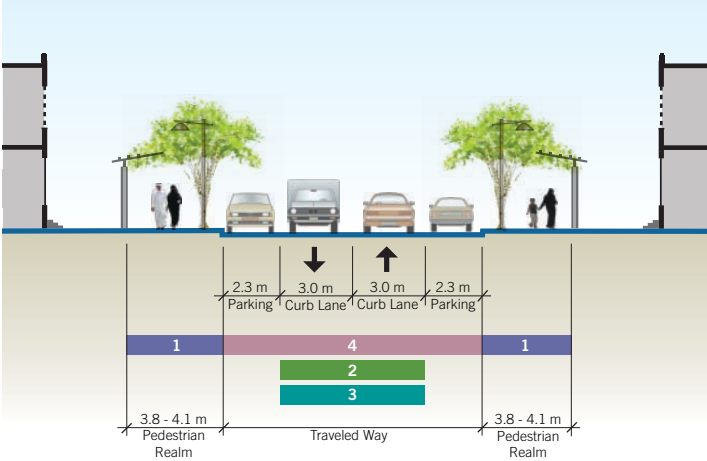 2.3 m 3.0 m 3.0 m 2.3 m
Parking Curb Lane Curb Lane Parking
1 4 1
2
3
3.8 - 4.1 m 3.8 - 4.1 m
Pedestrian Traveled Way Pedestrian
Realm Realm